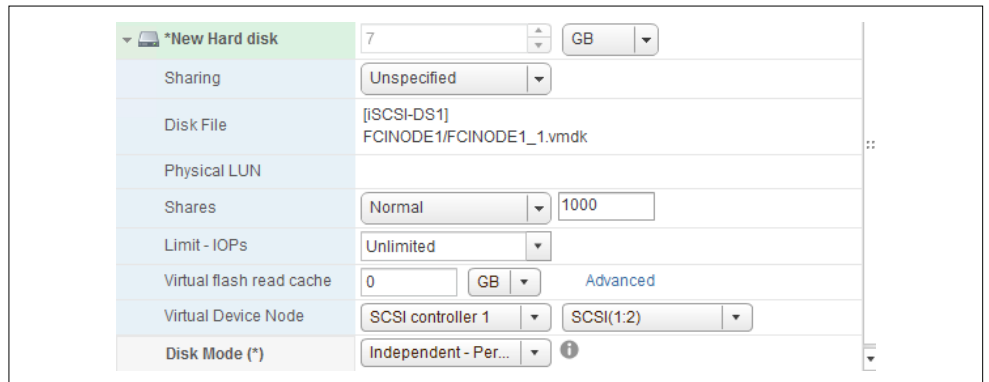 *New Hard disk 7 GB
Sharing Unspecified
Disk File [iSCSI-DS1]
FCINODE1/FCINODE1_1.vmdk
Physical LUN
Shares Normal 1000
Limit - IOPs Unlimited
Virtual flash read cache 0 GB Advanced
Virtual Device Node SCSI controller 1 SCSI(1:2)
Disk Mode (*) Independent - Per...